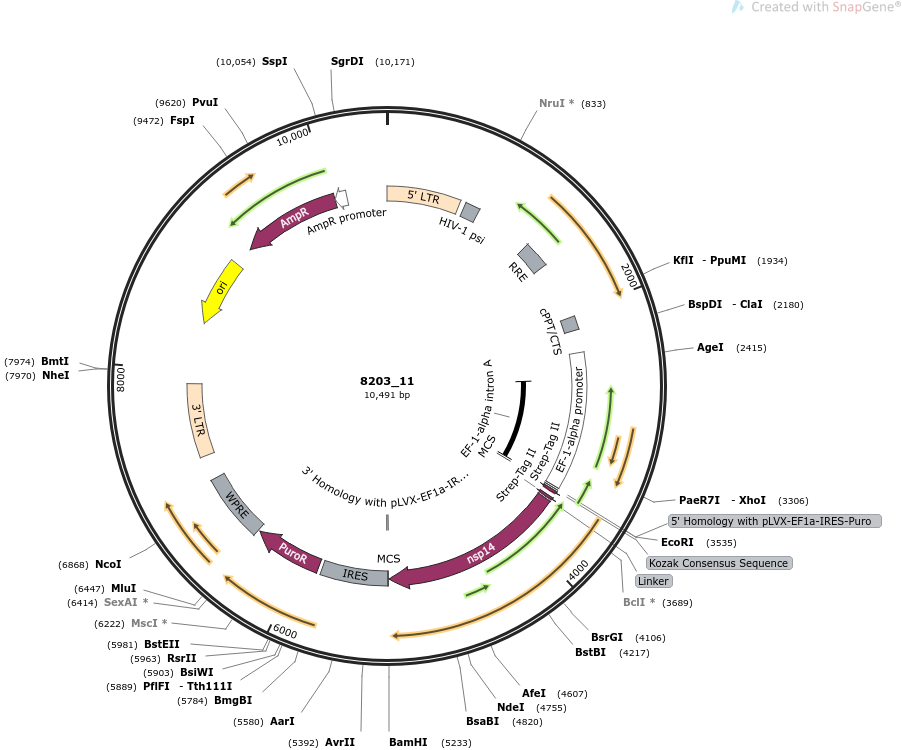 Created with SnapGene®
(10,054) SspI
SgrDI (10,171)
(9620) PvuI
(9472) FspI
NruI * (833)
10,000
5' LTR
HIV-1 psi
AmpR promoter
AmpR
RRE
2000
KflI - PpuMI (1934)
BspDI - ClaI (2180)
ori
cPPT/CTS
AgeI (2415)
(7974) BmtI
(7970) NheI
8000
8203_11
10,491 bp
EF-1-alpha intron A
EF-1-alpha promoter
3' LTR
MCS
Strep-Tag II
Strep-Tag II
3' Homology with pLVX-EF1a-IR...
PaeR7I - XhoI (3306)
5' Homology with pLVX-EF1a-IRES-Puro
EcoRI (3535)
Kozak Consensus Sequence
Linker
BclI * (3689)
WPRE
PuroR
IRES
MCS
nsp14
4000
(6868) NcoI
(6447) MluI
(6414) SexAI *
(6222) MscI *
6000
BsrGI (4106)
BstBI (4217)
(5981) BstEII
(5963) RsrII
(5903) BsiWI
(5889) PflFI - Tth111I
(5784) BmgBI
(5580) AarI
(5392) AvrII
BamHI (5233)
AfeI (4607)
NdeI (4755)
BsaBI (4820)